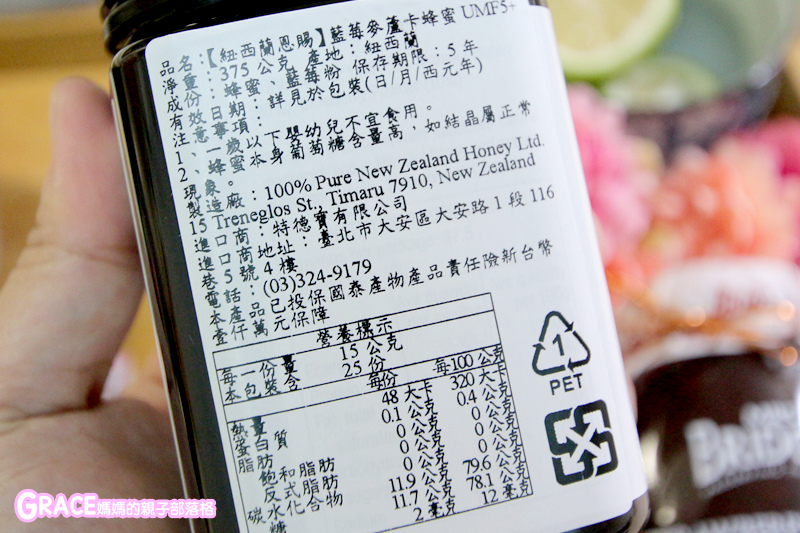 品名:【紐西蘭恩賜】藍莓麥蘆卡蜂蜜 UMF5+
淨重:375 公克 產地:紐西蘭
成份:蜂蜜、藍莓粉 保存期限:5 年
有效日期:詳見於包裝(日/月/西元年)
注意事項:
1、一歲以下嬰幼兒不宜食用。
2、蜂蜜本身葡萄糖含量高,如結晶屬正常
現象。
製造廠:100% Pure New Zealand Honey Ltd.
15 Treneglos St., Timaru 7910, New Zealand
進口商:特德寶有限公司
進口商地址:臺北市大安區大安路1段116
巷5號4樓
電話:(03)324-9179
本產品已投保國泰產物產品責任險新台幣
壹仟萬元保障
營養標示
每一份量 15 公克
本包裝含 25 份
每份 每100 公克
熱量 48 大卡 320 大卡
蛋白質 0.1 公克 0.4 公克
脂肪 0 公克 0 公克
飽和脂肪 0 公克 0 公克
反式脂肪 0 公克 0 公克
碳水化合物 11.9 公克 79.6 公克
糖 11.7 公克 78.1 公克
2 毫克 12 毫克
1
PET
GRACE媽媽的親子部落格